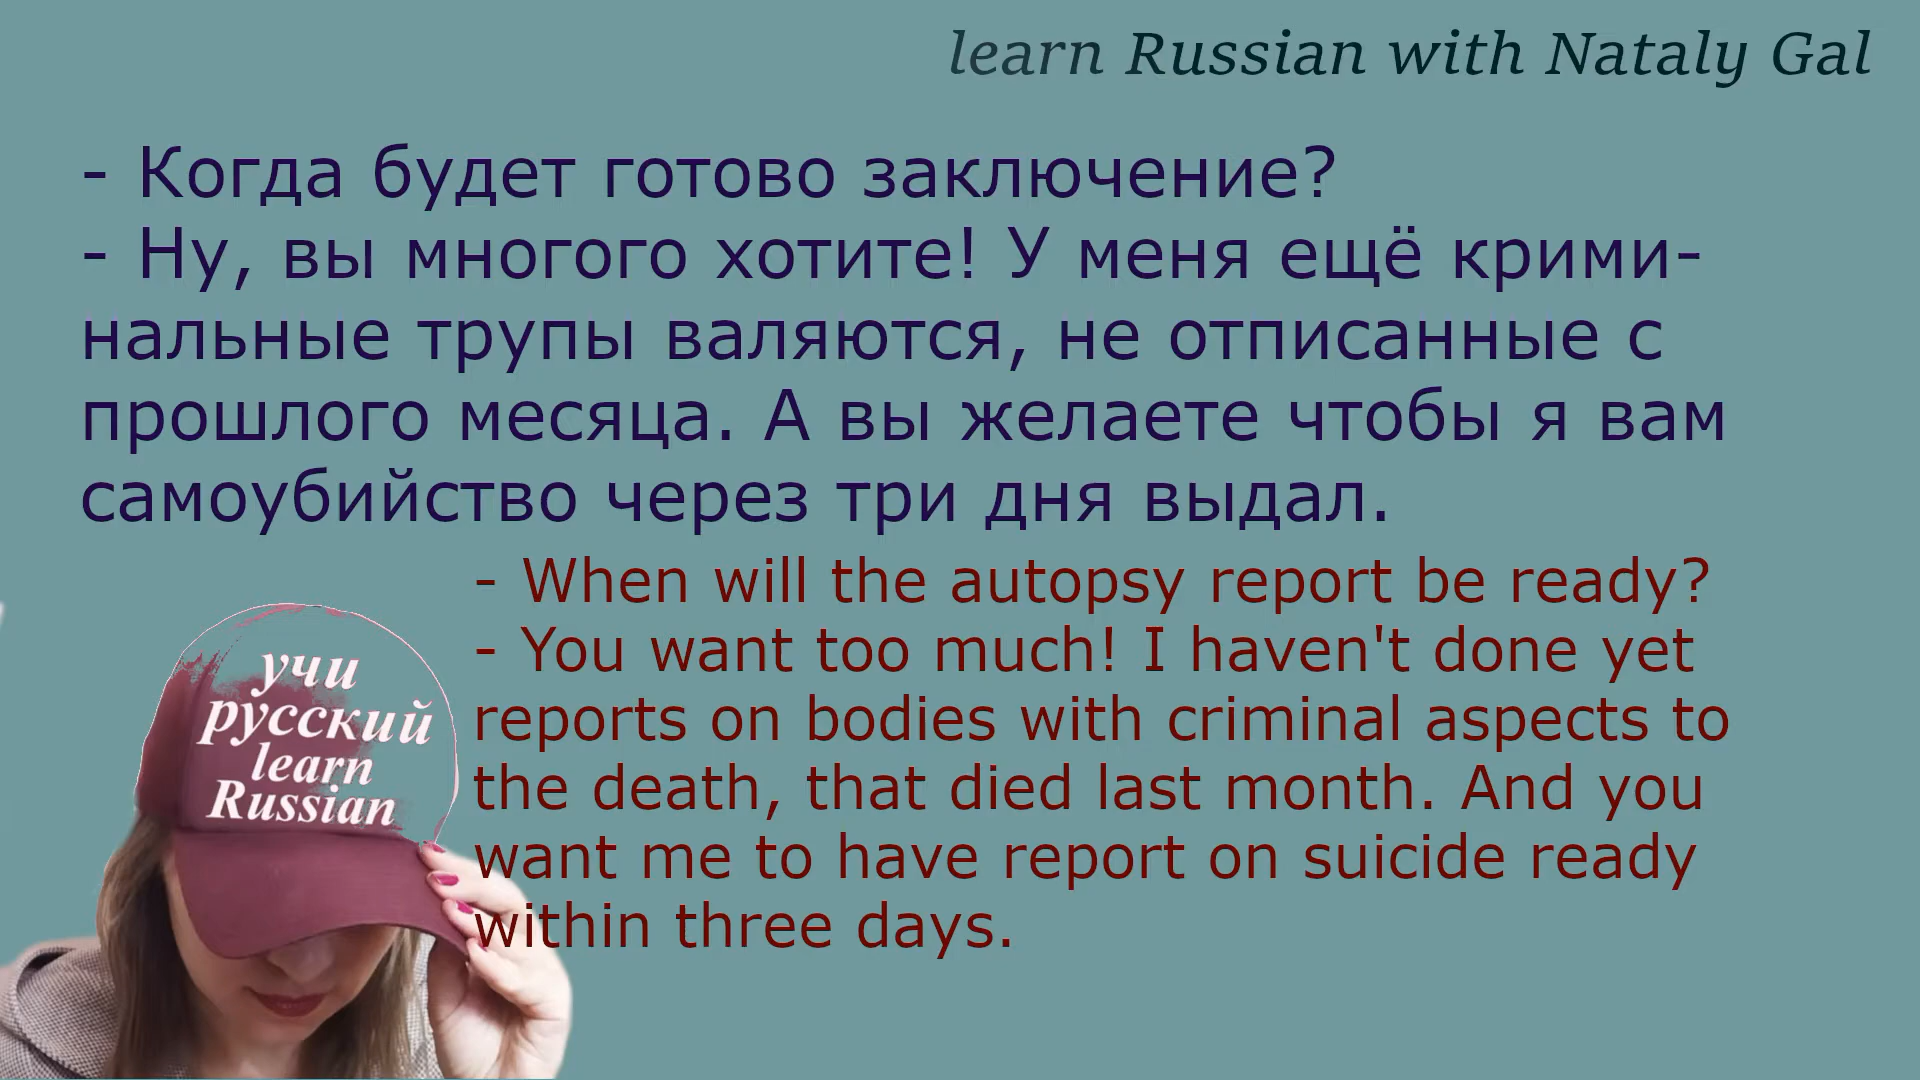 learn Russian with Nataly Gal
- Когда будет готово заключение?
- Ну, вы многого хотите! У меня ещё крими-
нальные трупы валяются, не отписанные с
прошлого месяца. А вы желаете чтобы я вам
самоубийство через три дня выдал.
- When will the autopsy report be ready?
- You want too much! I haven't done yet
reports on bodies with criminal aspects to
the death, that died last month. And you
want me to have report on suicide ready
within three days.
учи
русский
learn
Russian